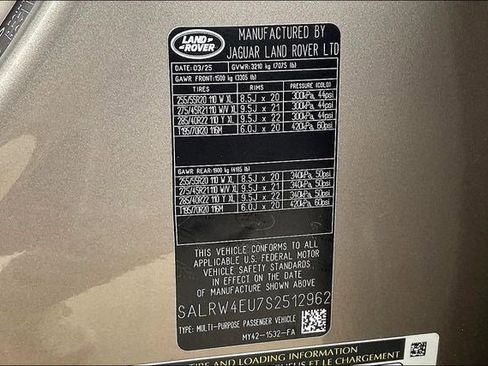 LAND
ROVER
MANUFACTURED BY
JAGUAR LAND ROVER LTD
DATE: 03/25 GVWR: 3210 kg (7075 lb)
GAWR FRONT: 1500 kg (3305 lb)
TIRES RIMS PRESSURE (COLD)
255/55R20 110 W XL 8.5J x 20 300kPa, 44psi
275/45R21 110 W/V XL 9.5J x 21 300kPa, 44psi
285/40R22 110 W XL 9.5J x 22 300kPa, 44psi
T195/70R20 116M 6.0J x 20 420kPa, 60psi
GAWR REAR: 1900 kg (4185 lb)
255/55R20 110 W XL 8.5J x 20 340kPa, 50psi
275/45R21 110 W/V XL 9.5J x 21 340kPa, 50psi
285/40R22 110 W XL 9.5J x 22 340kPa, 50psi
T195/70R20 116M 6.0J x 20 420kPa, 60psi
THIS VEHICLE CONFORMS TO ALL
APPLICABLE U.S. FEDERAL MOTOR
VEHICLE SAFETY STANDARDS
IN EFFECT ON THE DATE OF
MANUFACTURE SHOWN ABOVE.
SALRW4EU7S2512962
TYPE: MULTI-PURPOSE PASSENGER VEHICLE
MY42-1532-FA
TIRE AND LOADING INFORMATION
PNEUS ET LE CHARGEMENT